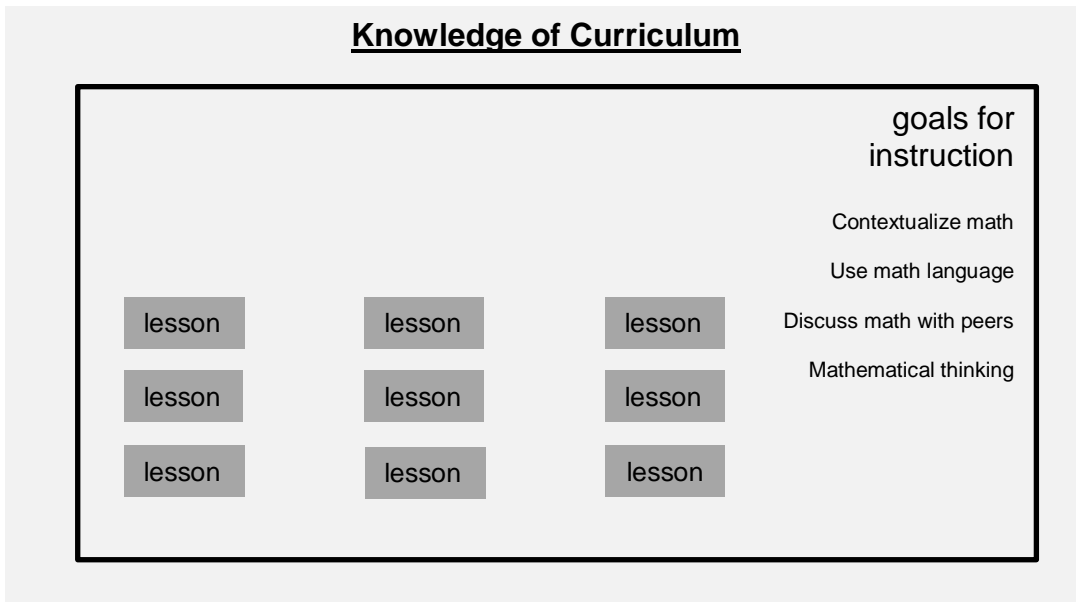 Knowledge of Curriculum
goals for
instruction
Contextualize math
Use math language
Discuss math with peers
Mathematical thinking
lesson lesson lesson
lesson lesson lesson
lesson lesson lesson